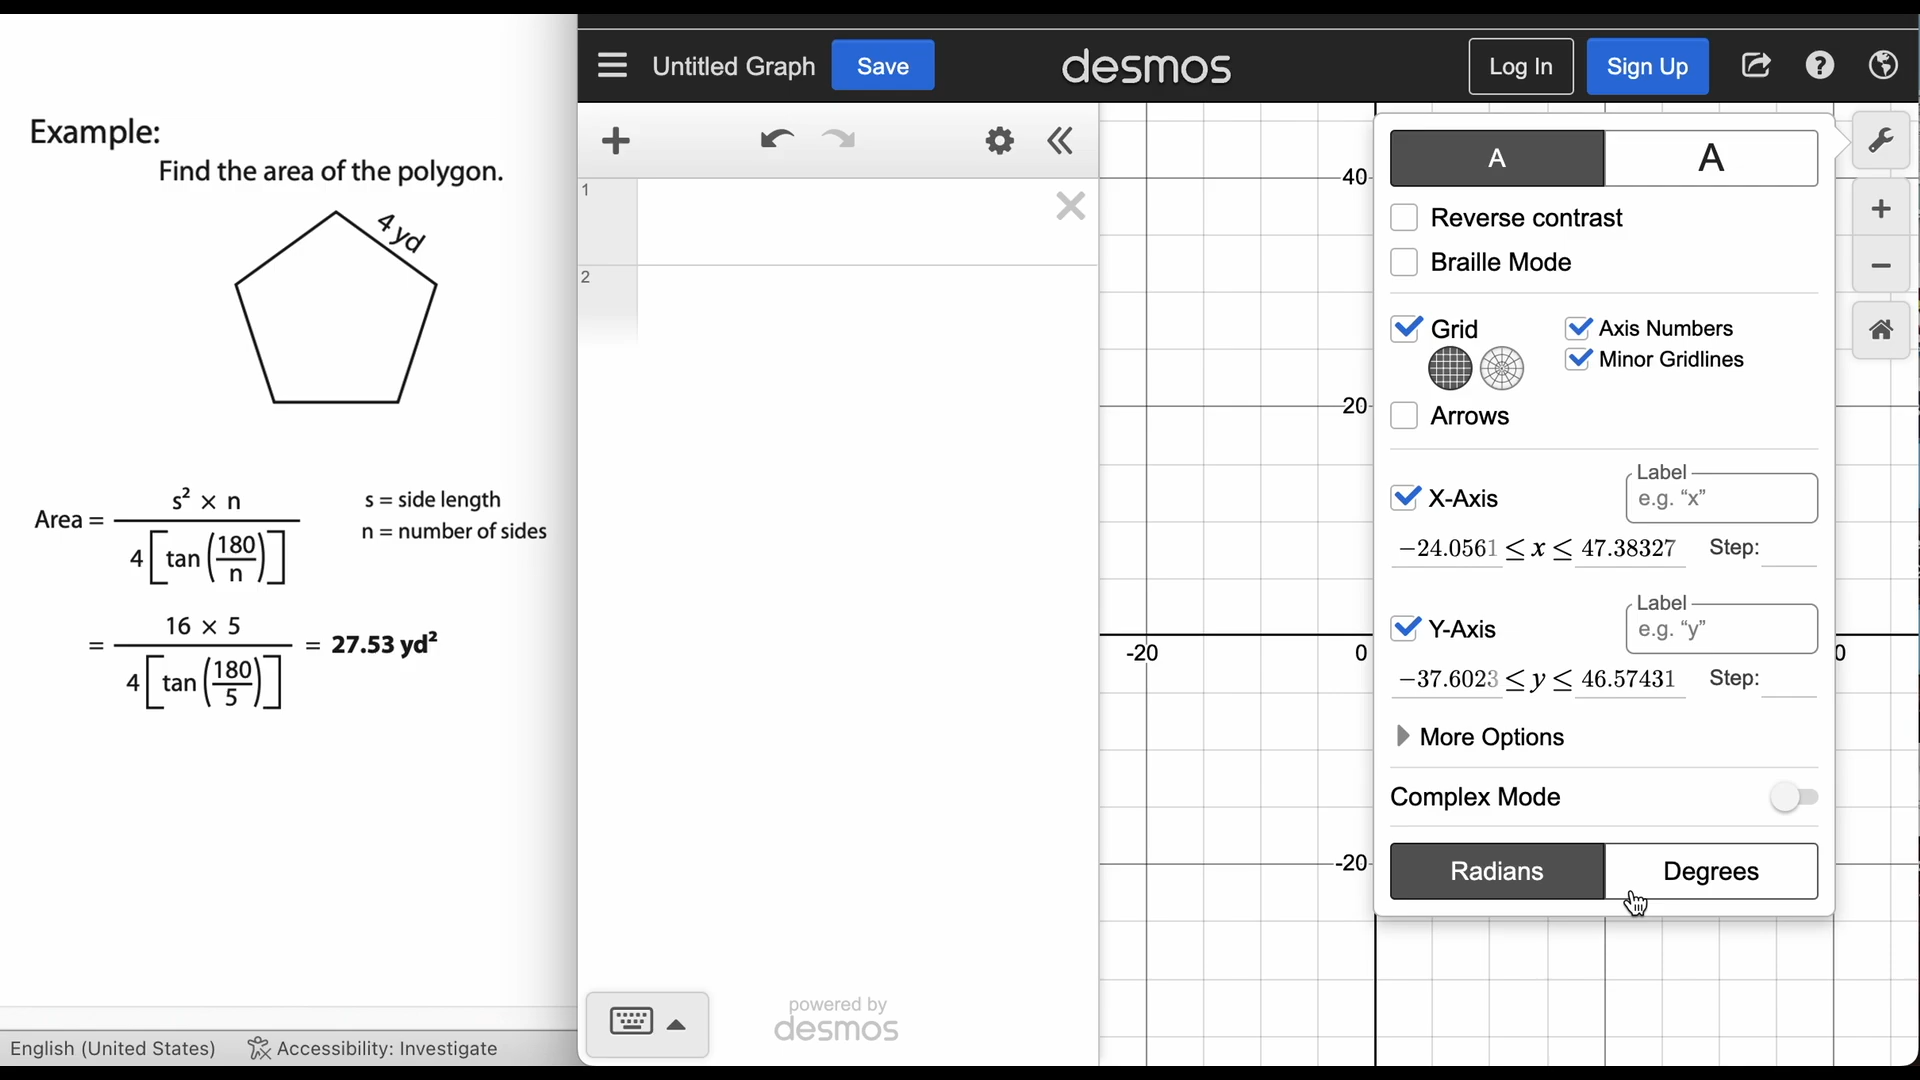 Untitled Graph
Save
desmos
Log In
Sign Up
?
Example:
Find the area of the polygon.
4 yd
Area = s² × n / 4[tan(180/n)]
s = side length
n = number of sides
= 16 × 5 / 4[tan(180/5)] = 27.53 yd²
English (United States)
Accessibility: Investigate
1
2
powered by
desmos
40
20
-20
0
0
-20
A
A
Reverse contrast
Braille Mode
Grid
Axis Numbers
Minor Gridlines
Arrows
X-Axis
Label
e.g. “x”
−24.0561 ≤ x ≤ 47.38327
Step:
Y-Axis
Label
e.g. “y”
−37.6023 ≤ y ≤ 46.57431
Step:
More Options
Complex Mode
Radians
Degrees